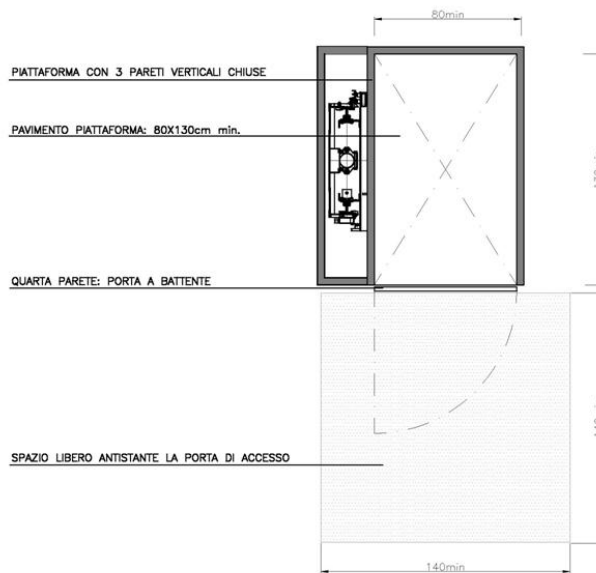 80min
PIATTAFORMA CON 3 PARETI VERTICALI CHIUSE
PAVIMENTO PIATTAFORMA: 80X130cm min.
QUARTA PARETE: PORTA A BATTENTE
SPAZIO LIBERO ANTISTANTE LA PORTA DI ACCESSO
140min